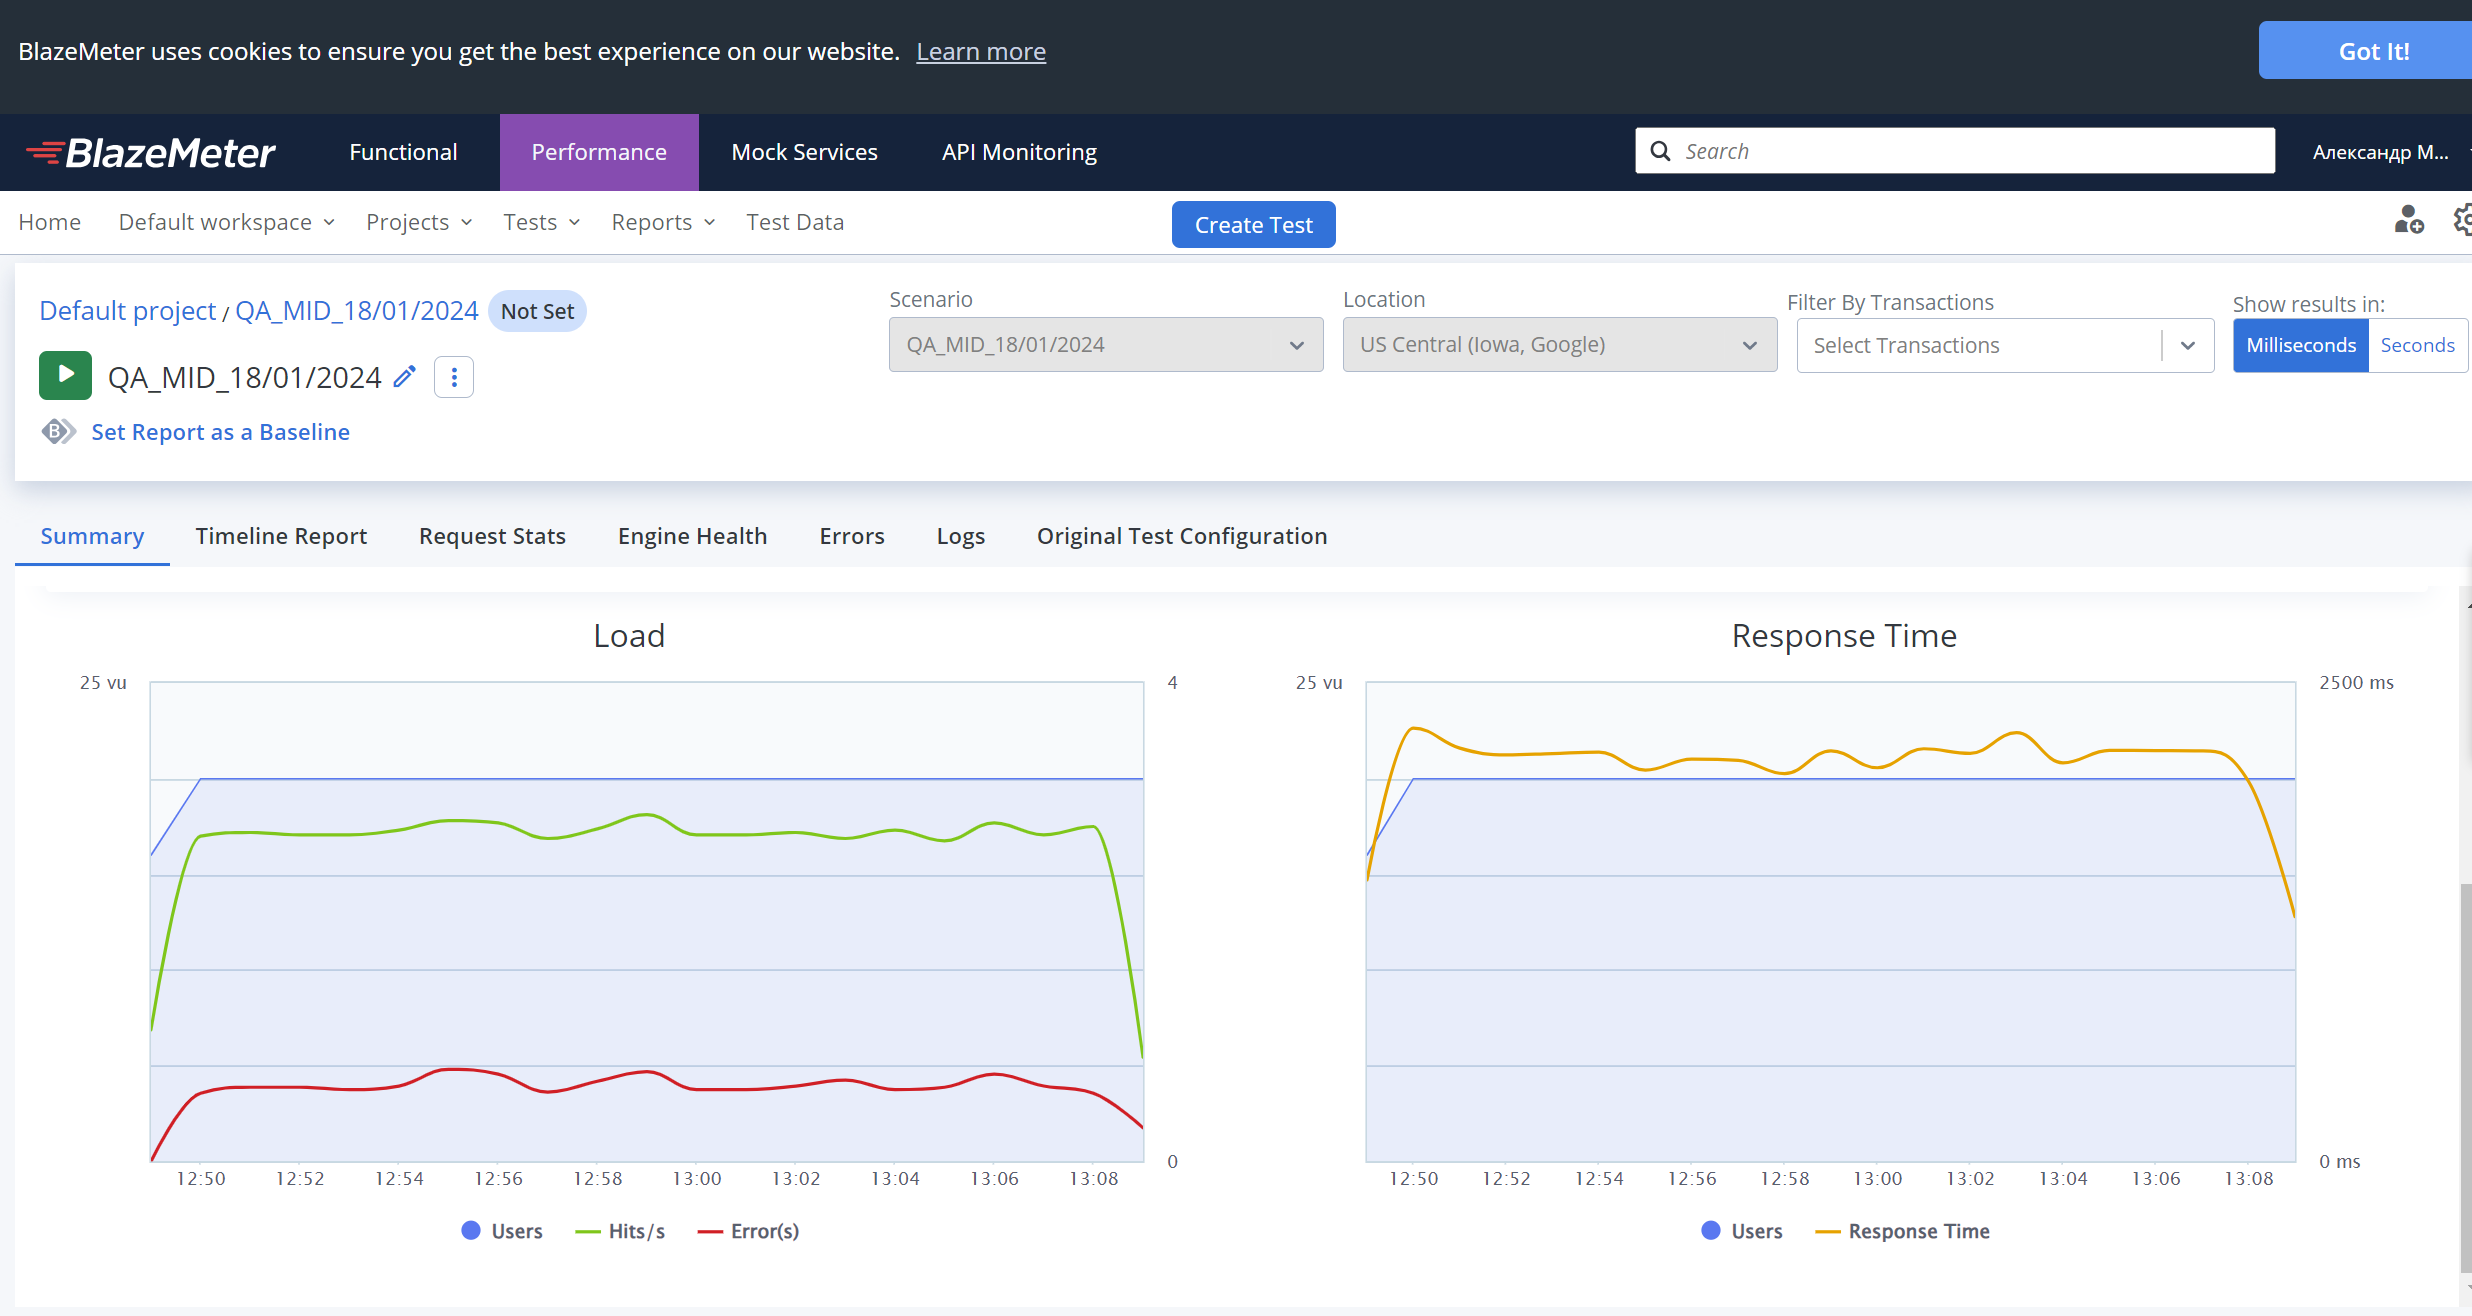 BlazeMeter uses cookies to ensure you get the best experience on our website. Learn more
Got It!
BlazeMeter
Functional
Performance
Mock Services
API Monitoring
Search
Александр М...
Home
Default workspace
Projects
Tests
Reports
Test Data
Create Test
Default project / QA_MID_18/01/2024 Not Set
QA_MID_18/01/2024
B Set Report as a Baseline
Scenario
QA_MID_18/01/2024
Location
US Central (Iowa, Google)
Filter By Transactions
Select Transactions
Show results in:
Milliseconds Seconds
Summary
Timeline Report
Request Stats
Engine Health
Errors
Logs
Original Test Configuration
Load
25 vu
4
0
12:50 12:52 12:54 12:56 12:58 13:00 13:02 13:04 13:06 13:08
Users Hits/s Error(s)
Response Time
25 vu
2500 ms
0 ms
12:50 12:52 12:54 12:56 12:58 13:00 13:02 13:04 13:06 13:08
Users Response Time